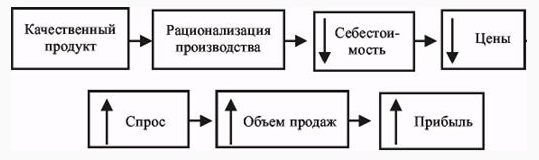 Качественный
продукт
Рационализация
производства
Себестои-
мость
Цены
Спрос
Объем продаж
Прибыль